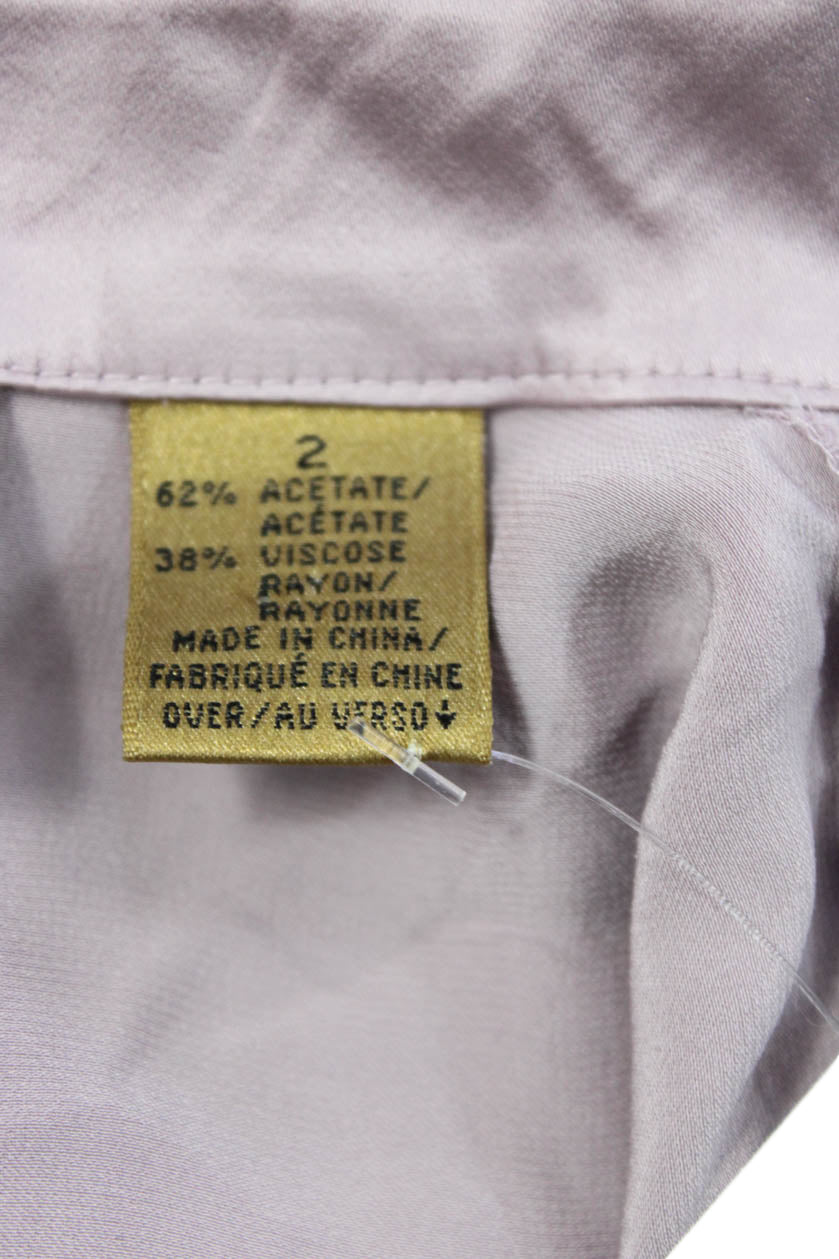 2
62% ACETATE/
ACÉTATE
38% VISCOSE
RAYON/
RAYONNE
MADE IN CHINA/
FABRIQUÉ EN CHINE
OVER/AU VERSO↓